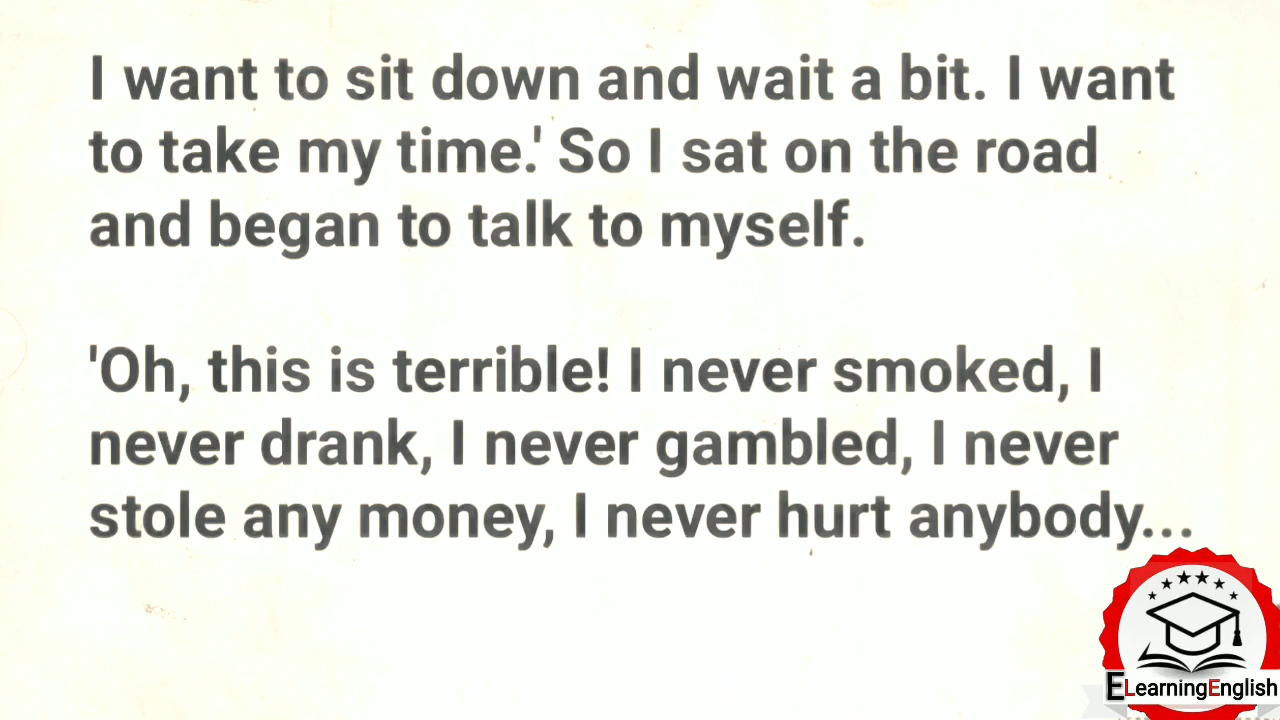 I want to sit down and wait a bit. I want
to take my time.' So I sat on the road
and began to talk to myself.
'Oh, this is terrible! I never smoked, I
never drank, I never gambled, I never
stole any money, I never hurt anybody...
ELearningEnglish